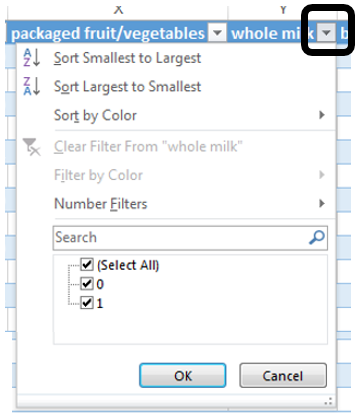 X Y
packaged fruit/vegetables whole milk b
Sort Smallest to Largest
Sort Largest to Smallest
Sort by Color
Clear Filter From "whole milk"
Filter by Color
Number Filters
Search
(Select All)
0
1
OK Cancel